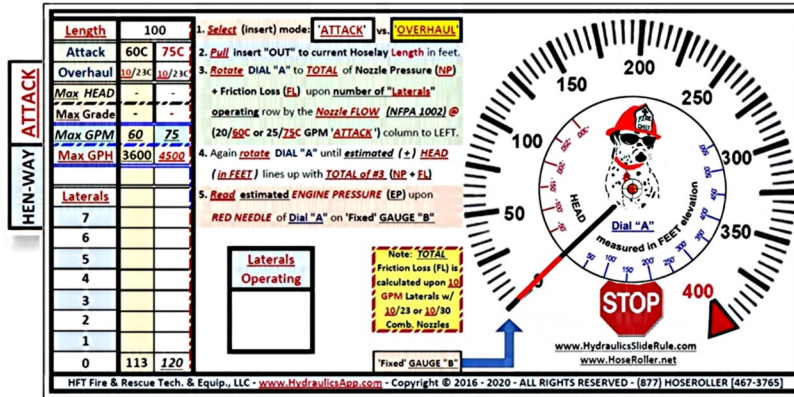 HEN-WAY ATTACK
Length 100
Attack 60C 75C
Overhaul 10/23C 10/23C
Max HEAD - -
Max Grade - -
Max GPM 60 75
Max GPH 3600 4500
Laterals
7
6
5
4
3
2
1
0 113 120
1. Select (insert) mode: 'ATTACK' vs. 'OVERHAUL'
2. Pull insert "OUT" to current Hoselay Length in feet.
3. Rotate DIAL "A" to TOTAL of Nozzle Pressure (NP)
+ Friction Loss (FL) upon number of "Laterals"
operating row by the Nozzle FLOW (NFPA 1002) @
(20/60C or 25/75C GPM 'ATTACK') column to LEFT.
4. Again rotate DIAL "A" until estimated (+) HEAD
(in FEET) lines up with TOTAL of #3 (NP + FL)
5. Read estimated ENGINE PRESSURE (EP) upon
RED NEEDLE of Dial "A" on 'Fixed' GAUGE "B"
Laterals
Operating
Note: TOTAL
Friction Loss (FL) is
calculated upon 10
GPM Laterals w/
10/23 or 10/30
Comb. Nozzles
'Fixed' GAUGE "B"
0
50
100
150
200
250
300
350
400
HEAD
Dial "A"
measured in FEET elevation
50' 100' 150' 200'
STOP
www.HydraulicsSlideRule.com
www.HoseRoller.net
HFT Fire & Rescue Tech. & Equip., LLC - www.HydraulicsApp.com - Copyright © 2016 - 2020 - ALL RIGHTS RESERVED - (877) HOSEROLLER [467-3765]